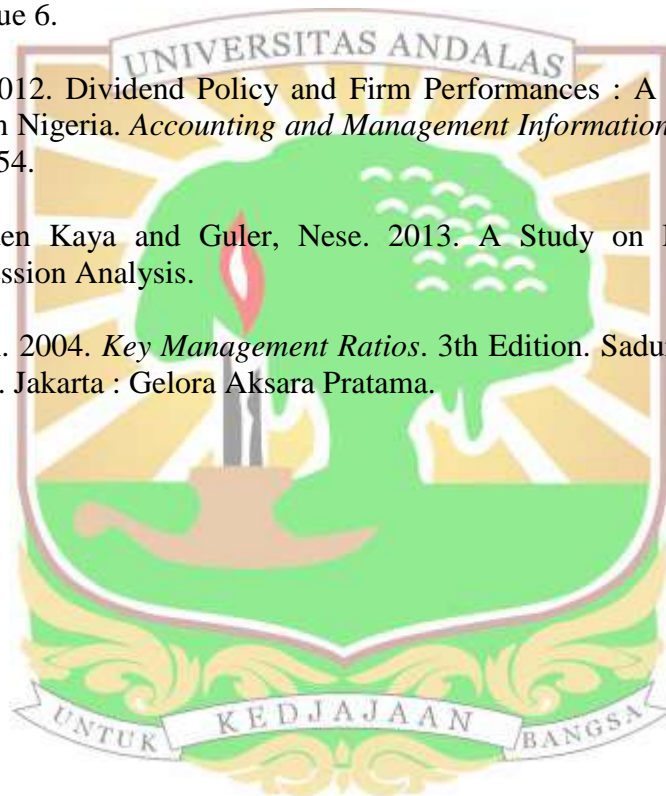 ue 6.
UNIVERSITAS ANDALAS
012. Dividend Policy and Firm Performances : A
n Nigeria. Accounting and Management Information
54.
en Kaya and Guler, Nese. 2013. A Study on
ssion Analysis.
. 2004. Key Management Ratios. 3th Edition. Sadu
. Jakarta : Gelora Aksara Pratama.
UNTUK KEDJAJAAN BANGSA